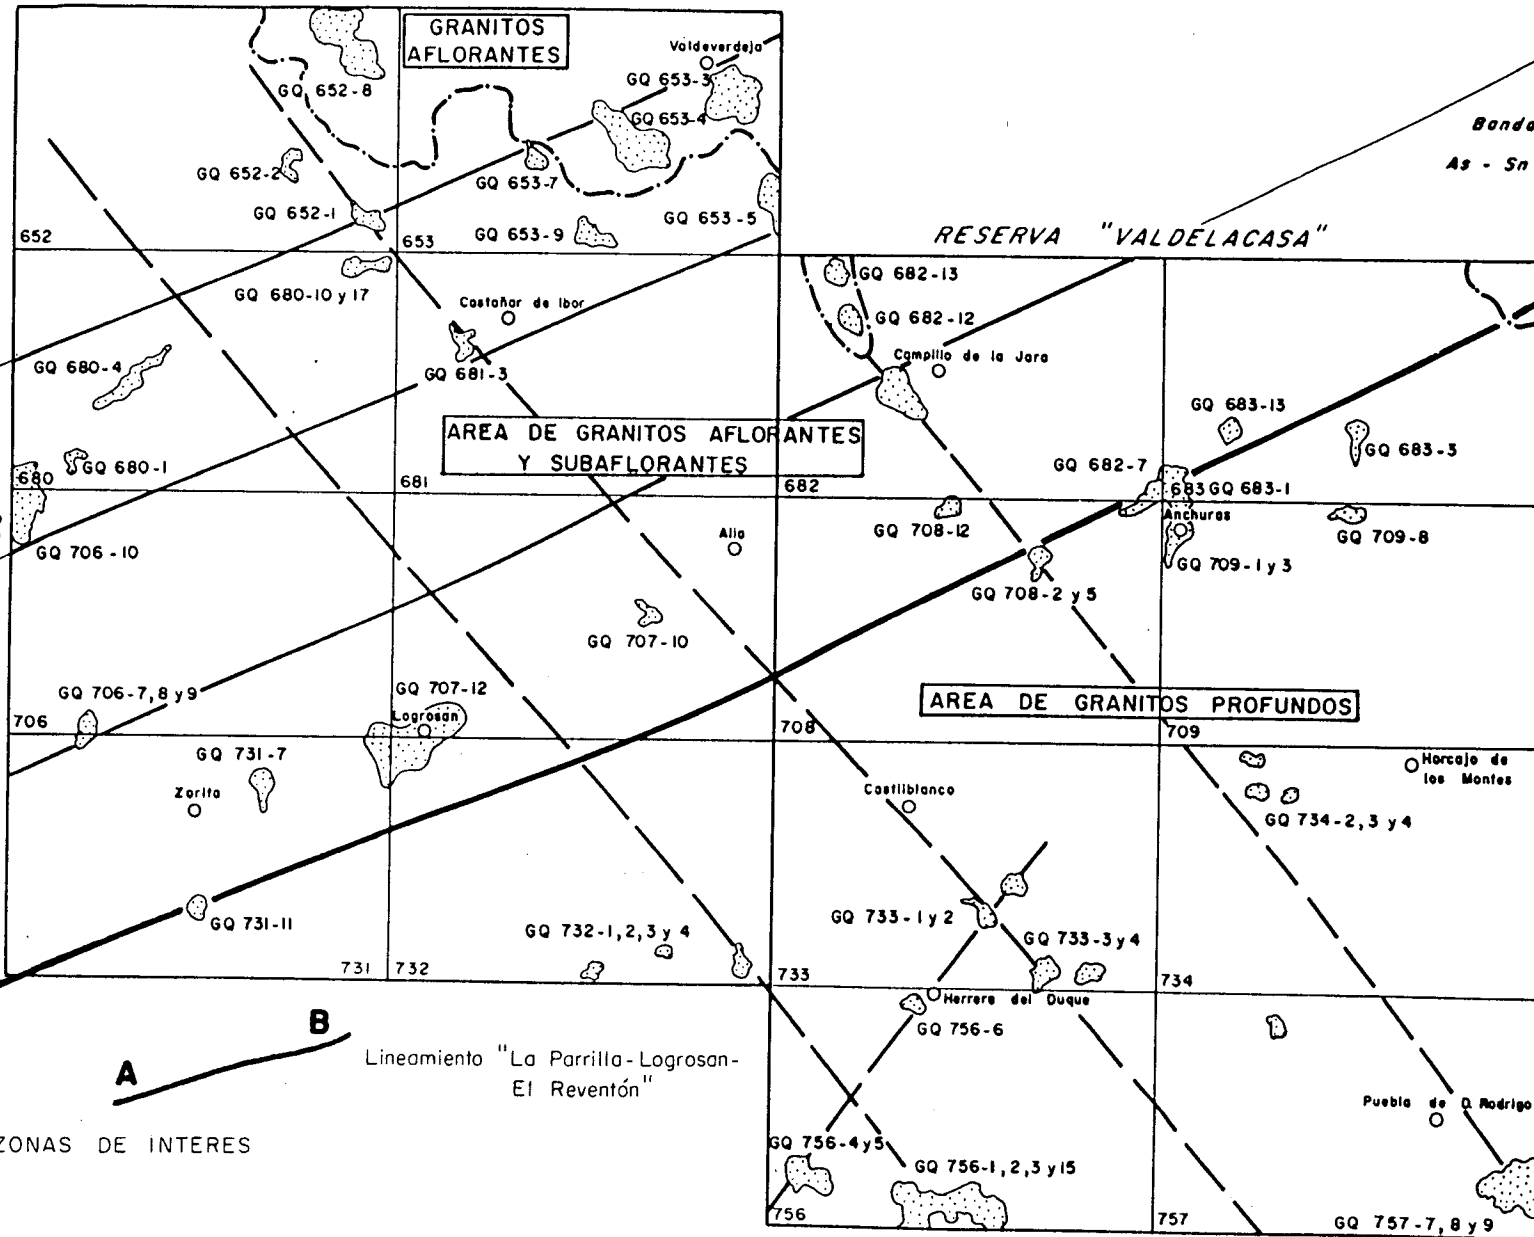 GRANITOS
AFLORANTES
Valdeverdeja
GQ 653-3
GQ 652-8
GQ 653-4
Banda
As - Sn
GQ 652-2
GQ 653-7
GQ 652-1
GQ 653-5
GQ 653-9
652
653
RESERVA "VALDELACASA"
GQ 682-13
GQ 680-10 y 17
Castañar de Ibor
GQ 682-12
GQ 680-4
GQ 681-3
Campillo de la Jara
GQ 683-13
AREA DE GRANITOS AFLORANTES
Y SUBAFLORANTES
GQ 683-3
GQ 680-1
GQ 682-7
680
681
682
683 GQ 683-1
Anchuras
GQ 708-12
GQ 709-8
Alia
GQ 706-10
GQ 709-1 y 3
GQ 708-2 y 5
GQ 707-10
GQ 706-7, 8 y 9
GQ 707-12
AREA DE GRANITOS PROFUNDOS
Logrosan
706
708
709
GQ 731-7
Horcajo de
los Montes
Zorita
Castilblanco
GQ 734-2, 3 y 4
GQ 731-11
GQ 732-1, 2, 3 y 4
GQ 733-1 y 2
GQ 733-3 y 4
731
732
733
734
Herrera del Duque
GQ 756-6
B
A
Lineamiento "La Parrilla-Logrosan-
El Reventón"
Puebla de D. Rodrigo
ZONAS DE INTERES
GQ 756-4 y 5
GQ 756-1, 2, 3 y 15
756
757
GQ 757-7, 8 y 9